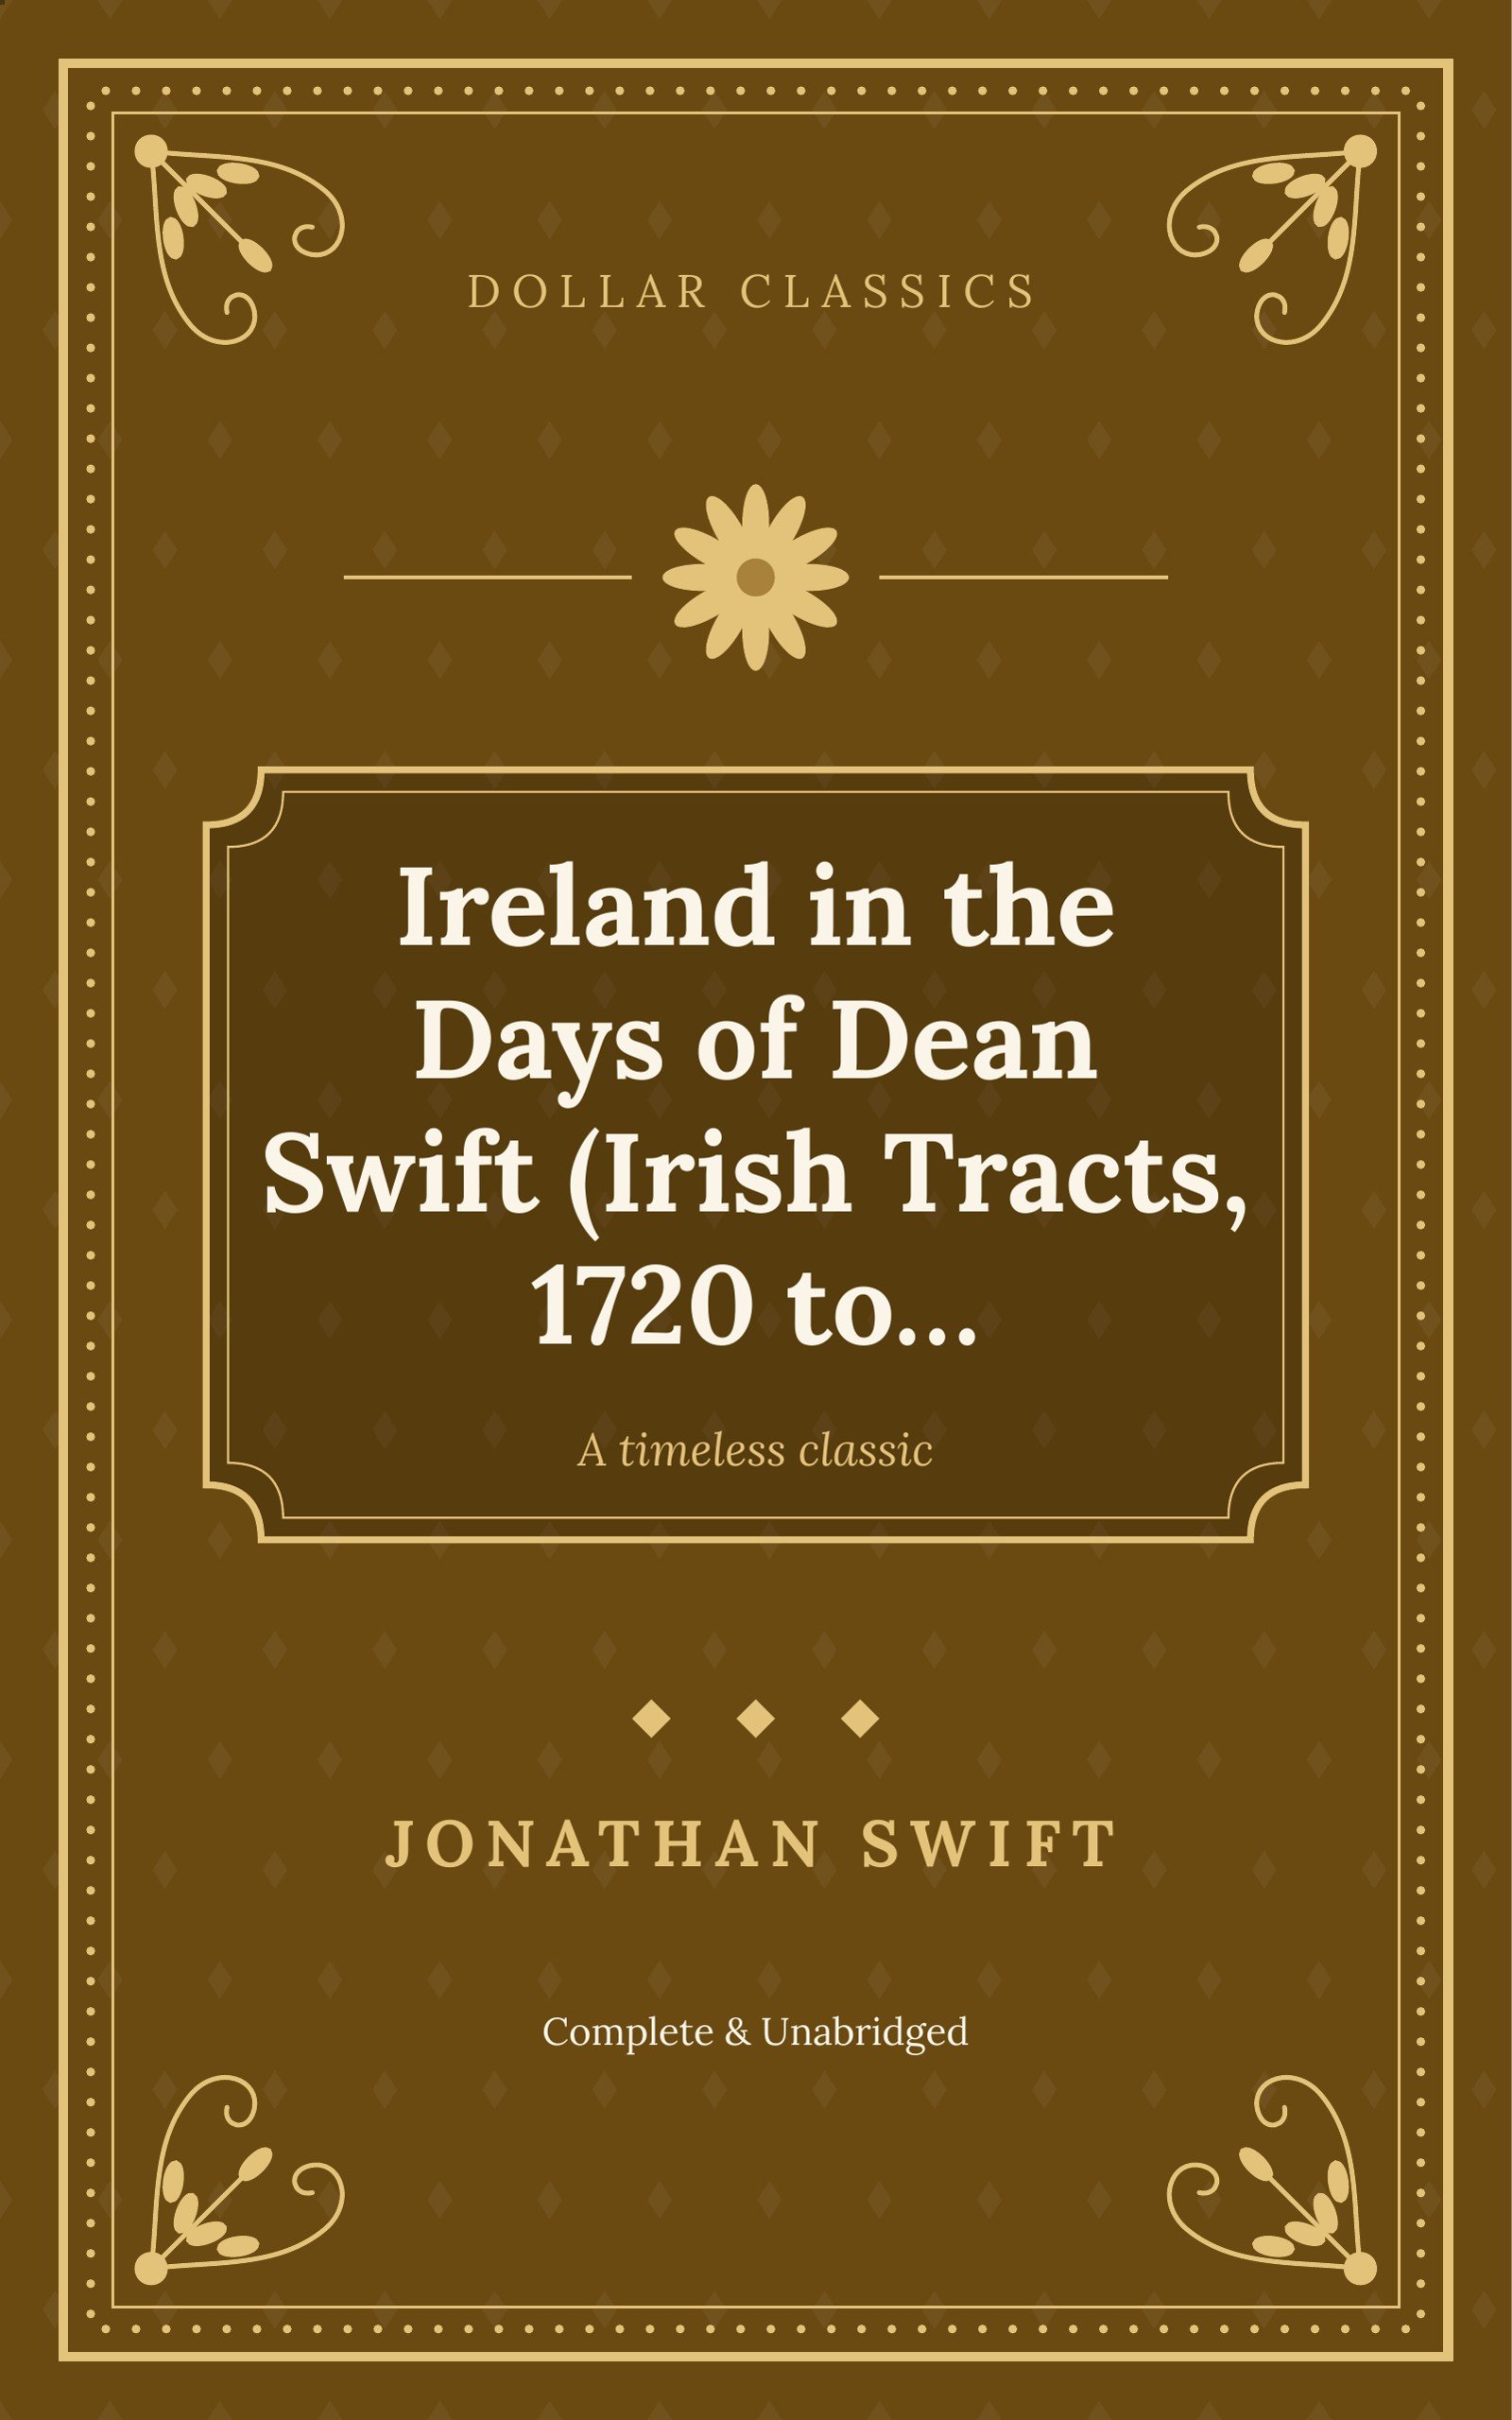 DOLLAR CLASSICS
Ireland in the
Days of Dean
Swift (Irish Tracts,
1720 to...
A timeless classic
JONATHAN SWIFT
Complete & Unabridged